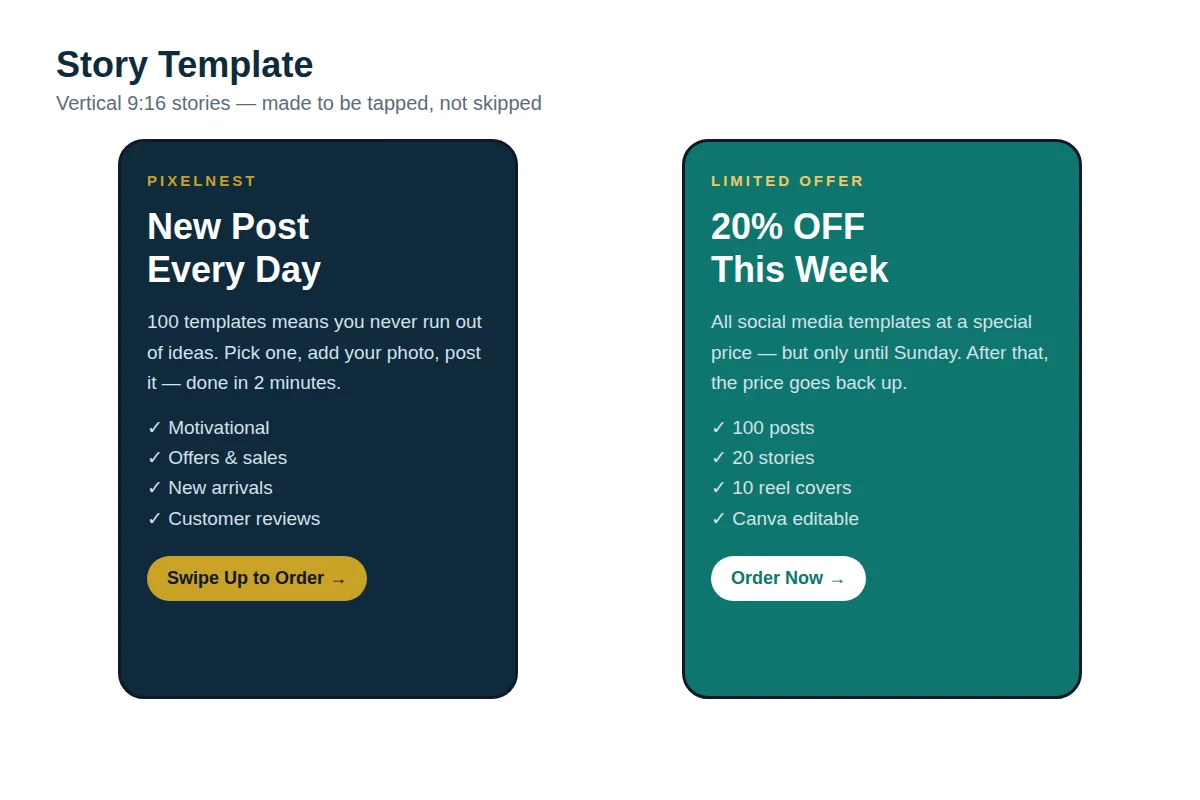 Story Template
Vertical 9:16 stories — made to be tapped, not skipped
PIXELNEST
New Post
Every Day
100 templates means you never run out
of ideas. Pick one, add your photo, post
it — done in 2 minutes.
✓ Motivational
✓ Offers & sales
✓ New arrivals
✓ Customer reviews
Swipe Up to Order →
LIMITED OFFER
20% OFF
This Week
All social media templates at a special
price — but only until Sunday. After that,
the price goes back up.
✓ 100 posts
✓ 20 stories
✓ 10 reel covers
✓ Canva editable
Order Now →